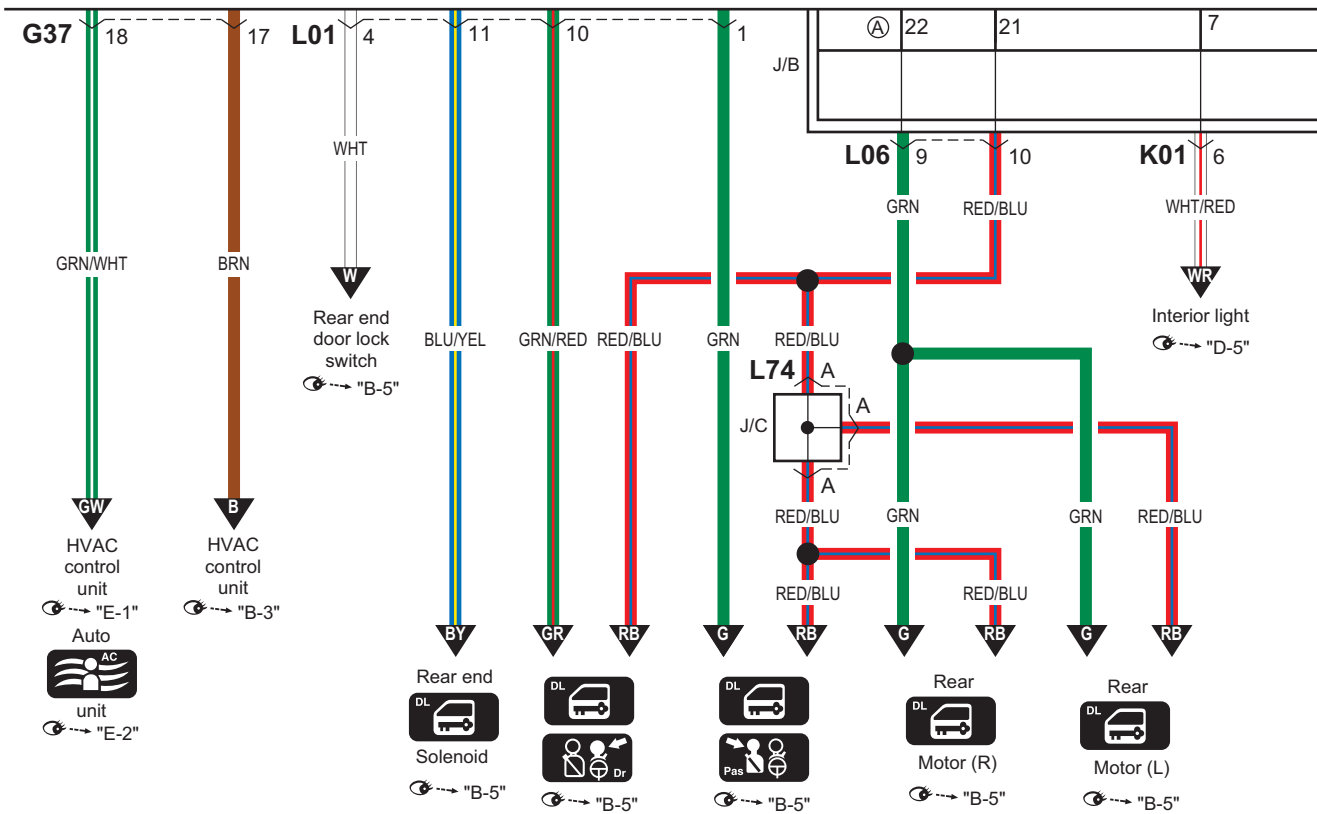 G37 18 17 L01 4 11 10 1
A 22 21 7
J/B
L06 9 10 K01 6
WHT
GRN RED/BLU WHT/RED
GRN/WHT BRN
W WR
Rear end
door lock
switch
"B-5"
Interior light
"D-5"
BLU/YEL GRN/RED RED/BLU GRN RED/BLU
L74 A
A
J/C
A
RED/BLU GRN GRN RED/BLU
GW B
HVAC
control
unit
"E-1"
Auto
AC
unit
"E-2"
HVAC
control
unit
"B-3"
RED/BLU RED/BLU
BY GR RB G RB G RB G RB
Rear end
DL
Solenoid
"B-5"
DL
Dr
"B-5"
DL
Pas
"B-5"
Rear
DL
Motor (R)
"B-5"
Rear
DL
Motor (L)
"B-5"